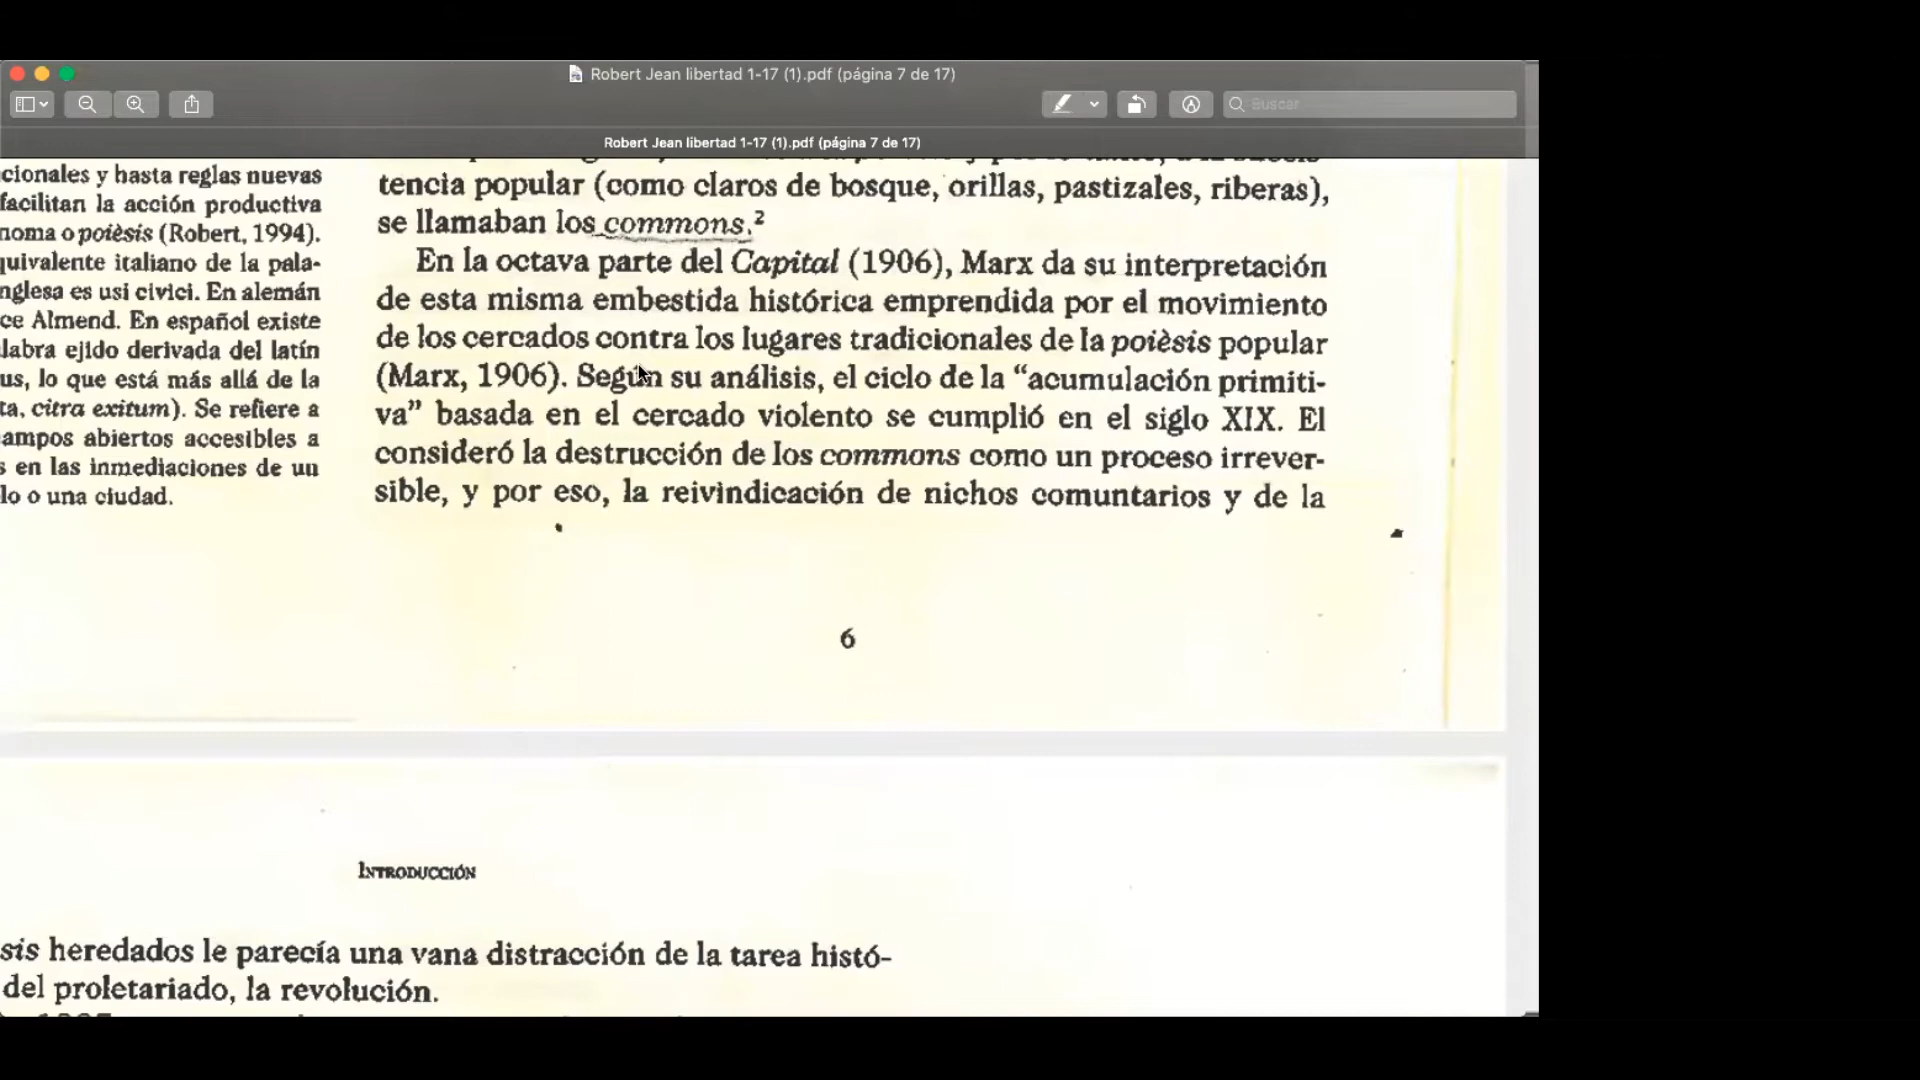 Robert Jean libertad 1-17 (1).pdf (página 7 de 17)
Buscar
Robert Jean libertad 1-17 (1).pdf (página 7 de 17)
cionales y hasta reglas nuevas
facilitan la acción productiva
noma o poièsis (Robert, 1994).
quivalente italiano de la pala-
nglesa es usi civici. En alemán
ce Almend. En español existe
labra ejido derivada del latín
us, lo que está más allá de la
ta, citra exitum). Se refiere a
ampos abiertos accesibles a
s en las inmediaciones de un
lo o una ciudad.
tencia popular (como claros de bosque, orillas, pastizales, riberas),
se llamaban los commons.²
En la octava parte del Capital (1906), Marx da su interpretación
de esta misma embestida histórica emprendida por el movimiento
de los cercados contra los lugares tradicionales de la poièsis popular
(Marx, 1906). Según su análisis, el ciclo de la “acumulación primiti-
va” basada en el cercado violento se cumplió en el siglo XIX. El
consideró la destrucción de los commons como un proceso irrever-
sible, y por eso, la reivindicación de nichos comuntarios y de la
6
INTRODUCCIÓN
sis heredados le parecía una vana distracción de la tarea histó-
del proletariado, la revolución.